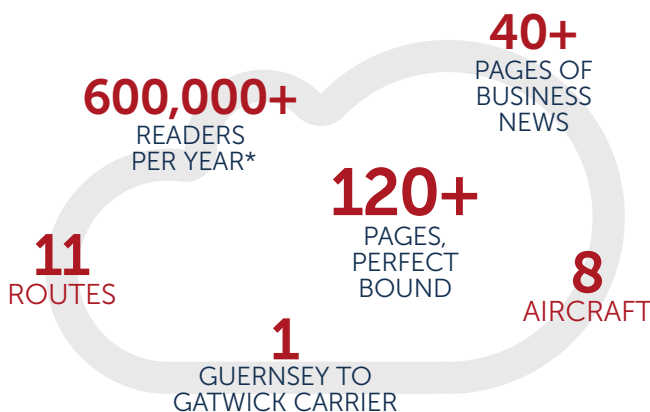 40+
PAGES OF
BUSINESS
NEWS
600,000+
READERS
PER YEAR*
120+
PAGES,
PERFECT
BOUND
11
ROUTES
8
AIRCRAFT
1
GUERNSEY TO
GATWICK CARRIER